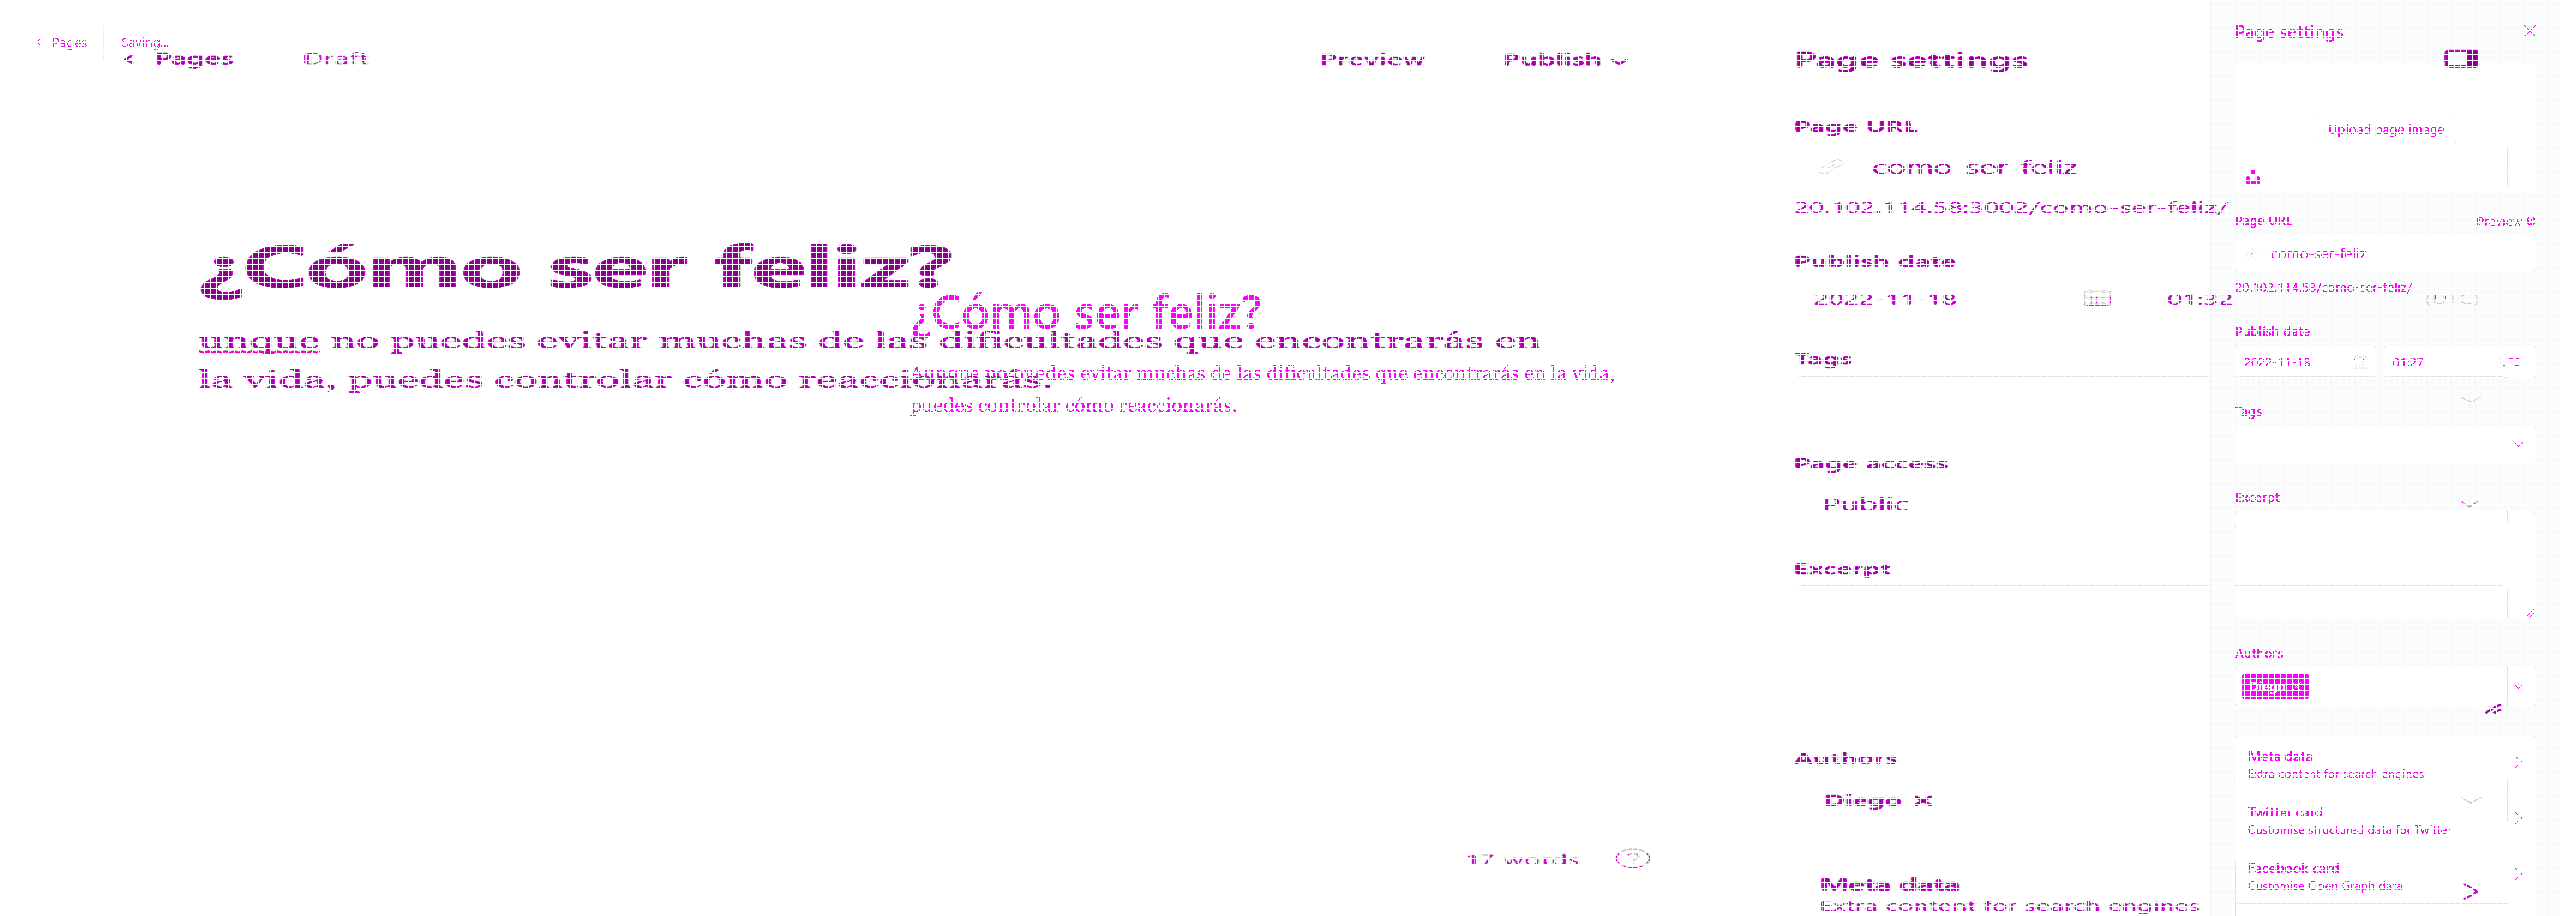 Pages
Saving...
Pages
Draft
Preview
Publish
Page settings
Page settings
Upload page image
Page URL
como ser feliz
20.102.114.58:3002/como-ser-feliz/
Page URL
Preview
como-ser-feliz
20.102.114.58/como-ser-feliz/
¿Cómo ser feliz?
unque no puedes evitar muchas de las dificultades que encontrarás en
la vida, puedes controlar cómo reaccionarás.
¿Cómo ser feliz?
Aunque no puedes evitar muchas de las dificultades que encontrarás en la vida,
puedes controlar cómo reaccionarás.
Publish date
2022-11-18
01:32
(UTC)
Publish date
2022-11-18
01:27
Tags
Tags
Page access
Public
Excerpt
Excerpt
Authors
Diego
Authors
Diego ×
Meta data
Extra content for search engines
Twitter card
Customise structured data for Twitter
Facebook card
Customise Open Graph data
17 words
?
Meta data
Extra content for search engines